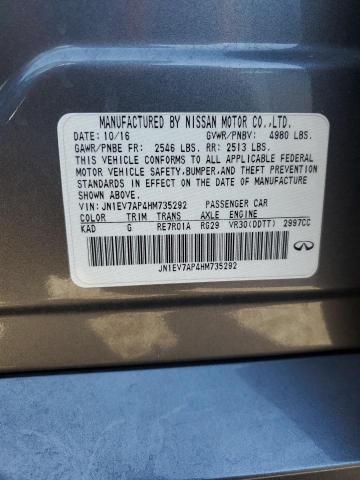 MANUFACTURED BY NISSAN MOTOR CO.,LTD.
DATE: 10/16 GVWR/PNBV: 4980 LBS.
GAWR/PNBE FR: 2546 LBS. RR: 2513 LBS.
THIS VEHICLE CONFORMS TO ALL APPLICABLE FEDERAL
MOTOR VEHICLE SAFETY,BUMPER,AND THEFT PREVENTION
STANDARDS IN EFFECT ON THE DATE OF MANUFACTURE
SHOWN ABOVE.
VIN:JN1EV7AP4HM735292 PASSENGER CAR
COLOR TRIM TRANS AXLE ENGINE
KAD G RE7R01A RG29 VR30(DDTT) 2997CC
JN1EV7AP4HM735292